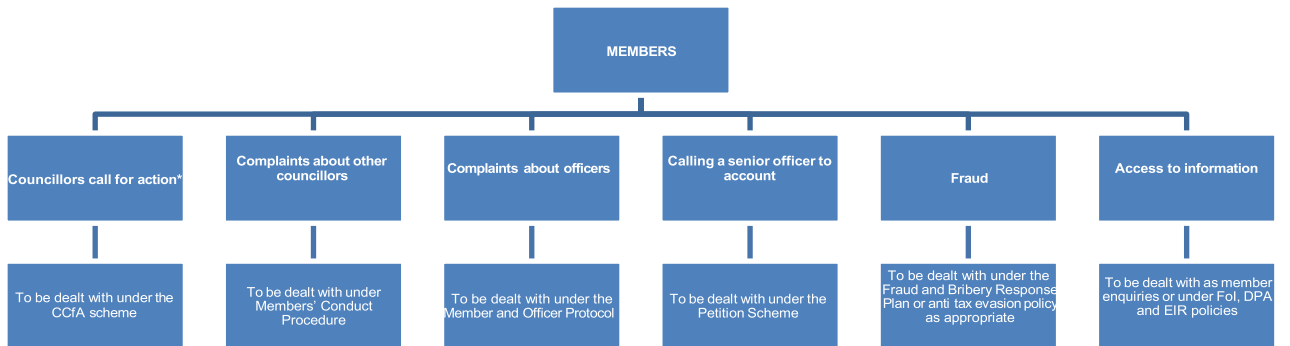 MEMBERS
Councillors call for action*
Complaints about other
councillors
Complaints about officers
Calling a senior officer to
account
Fraud
Access to information
To be dealt with under the
CCfA scheme
To be dealt with under
Members' Conduct
Procedure
To be dealt with under the
Member and Officer Protocol
To be dealt with under the
Petition Scheme
To be dealt with under the
Fraud and Bribery Response
Plan or anti tax evasion policy
as appropriate
To be dealt with as member
enquiries or under FoI, DPA
and EIR policies